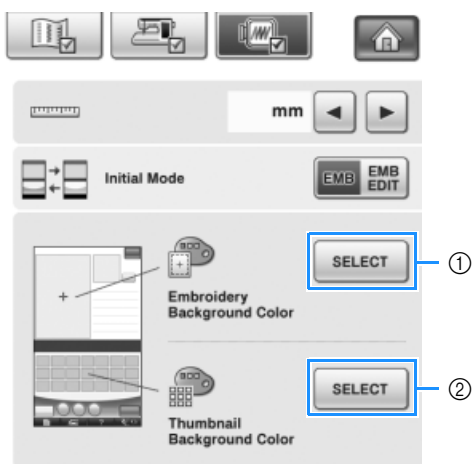 mm
Initial Mode
EMB
EMB
EDIT
SELECT
①
Embroidery
Background Color
SELECT
②
Thumbnail
Background Color